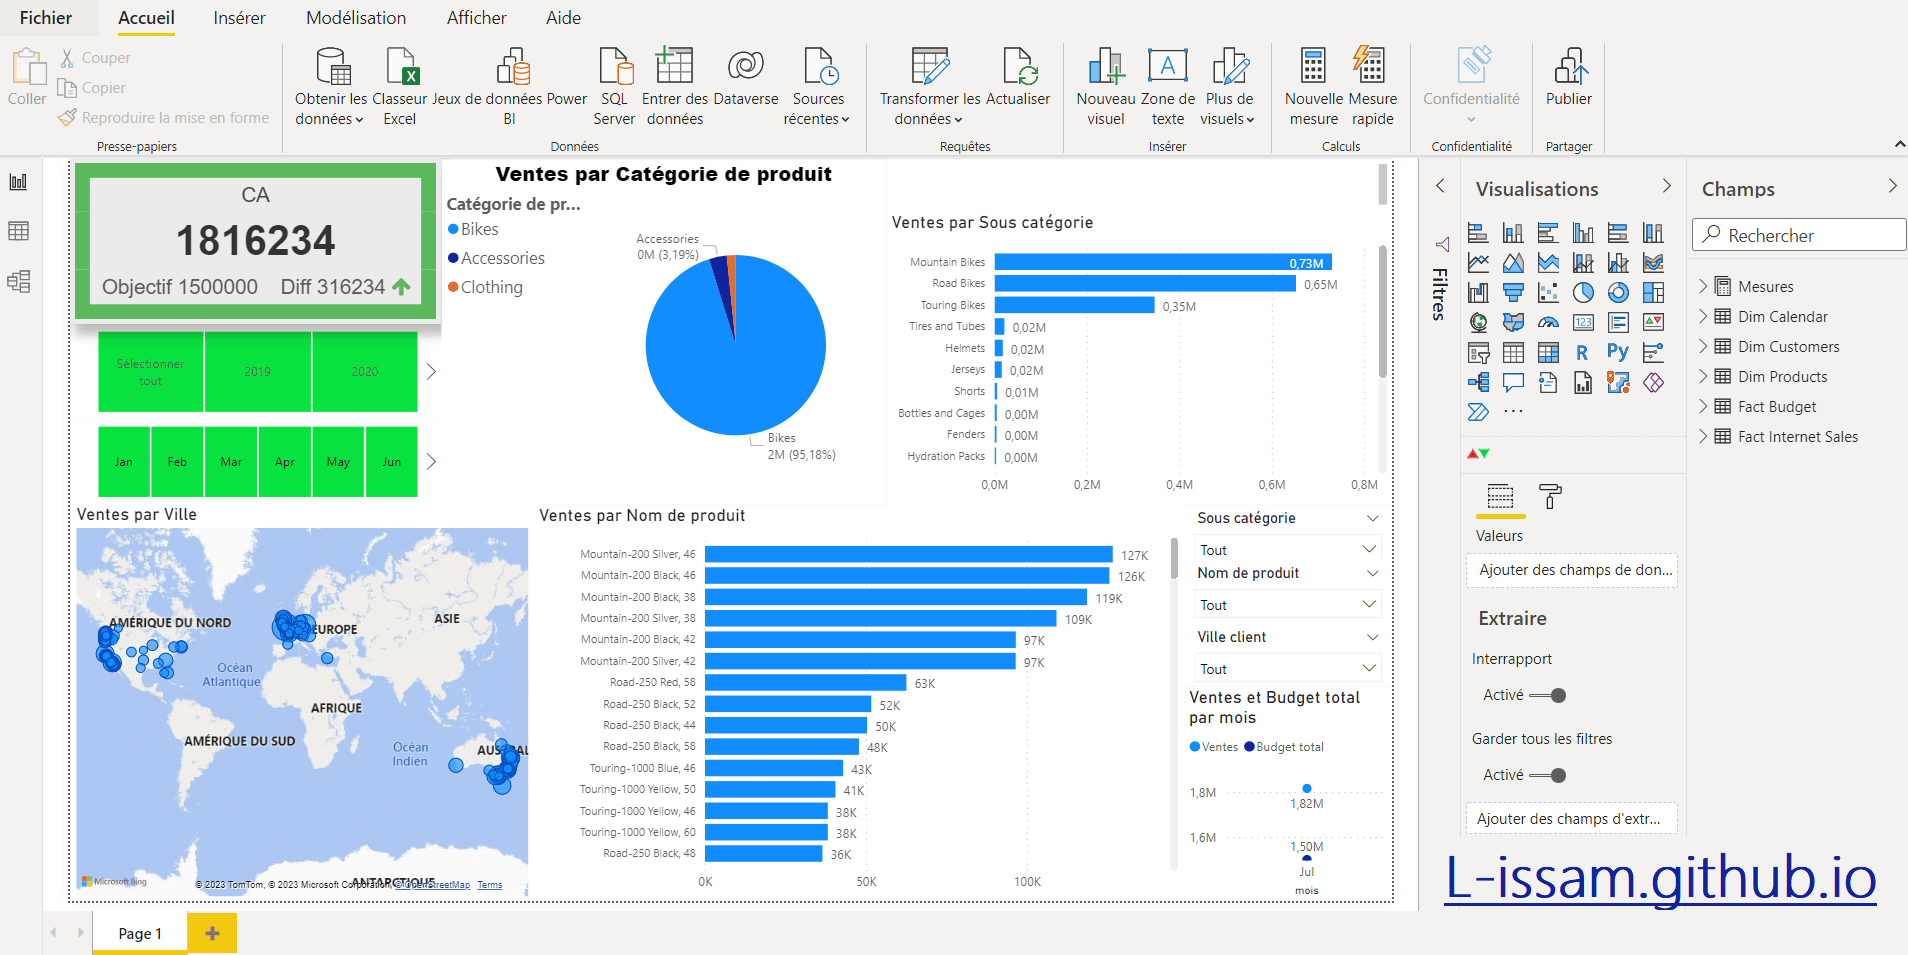 Fichier Accueil Insérer Modélisation Afficher Aide
Coller
Couper
Copier
Reproduire la mise en forme
Presse-papiers
Obtenir les données
Classeur Excel
Jeux de données Power BI
SQL Server
Entrer des données
Dataverse
Sources récentes
Données
Transformer les données
Actualiser
Requêtes
Nouveau visuel
Zone de texte
Plus de visuels
Insérer
Nouvelle mesure
Mesure rapide
Calculs
Confidentialité
Confidentialité
Publier
Partager
CA
1816234
Objectif 1500000 Diff 316234
Sélectionner tout
2019
2020
Jan Feb Mar Apr May Jun
Ventes par Catégorie de produit
Catégorie de pr...
Bikes
Accessories
Clothing
Accessories
0M (3,19%)
Bikes
2M (95,18%)
Ventes par Sous catégorie
Mountain Bikes 0,73M
Road Bikes 0,65M
Touring Bikes 0,35M
Tires and Tubes 0,02M
Helmets 0,02M
Jerseys 0,02M
Shorts 0,01M
Bottles and Cages 0,00M
Fenders 0,00M
Hydration Packs 0,00M
0,0M 0,2M 0,4M 0,6M 0,8M
Ventes par Ville
AMÉRIQUE DU NORD
EUROPE
ASIE
Océan
Atlantique
AFRIQUE
AMÉRIQUE DU SUD
Océan
Indien
ANTARCTIQUE
Microsoft Bing
© 2023 TomTom, © 2023 Microsoft Corporation, © OpenStreetMap Terms
Ventes par Nom de produit
Mountain-200 Silver, 46 127K
Mountain-200 Black, 46 126K
Mountain-200 Black, 38 119K
Mountain-200 Silver, 38 109K
Mountain-200 Black, 42 97K
Mountain-200 Silver, 42 97K
Road-250 Red, 58 63K
Road-250 Black, 52 52K
Road-250 Black, 44 50K
Road-250 Black, 58 48K
Touring-1000 Blue, 46 43K
Touring-1000 Yellow, 50 41K
Touring-1000 Yellow, 46 38K
Touring-1000 Yellow, 60 38K
Road-250 Black, 48 36K
0K 50K 100K
Sous catégorie
Tout
Nom de produit
Tout
Ville client
Tout
Ventes et Budget total
par mois
Ventes Budget total
1,8M
1,82M
1,6M
1,50M
Jul
mois
Filtres
Visualisations
123
R
Py
Valeurs
Ajouter des champs de don...
Extraire
Interrapport
Activé
Garder tous les filtres
Activé
Ajouter des champs d'extr...
Champs
Rechercher
Mesures
Dim Calendar
Dim Customers
Dim Products
Fact Budget
Fact Internet Sales
L-issam.github.io
Page 1